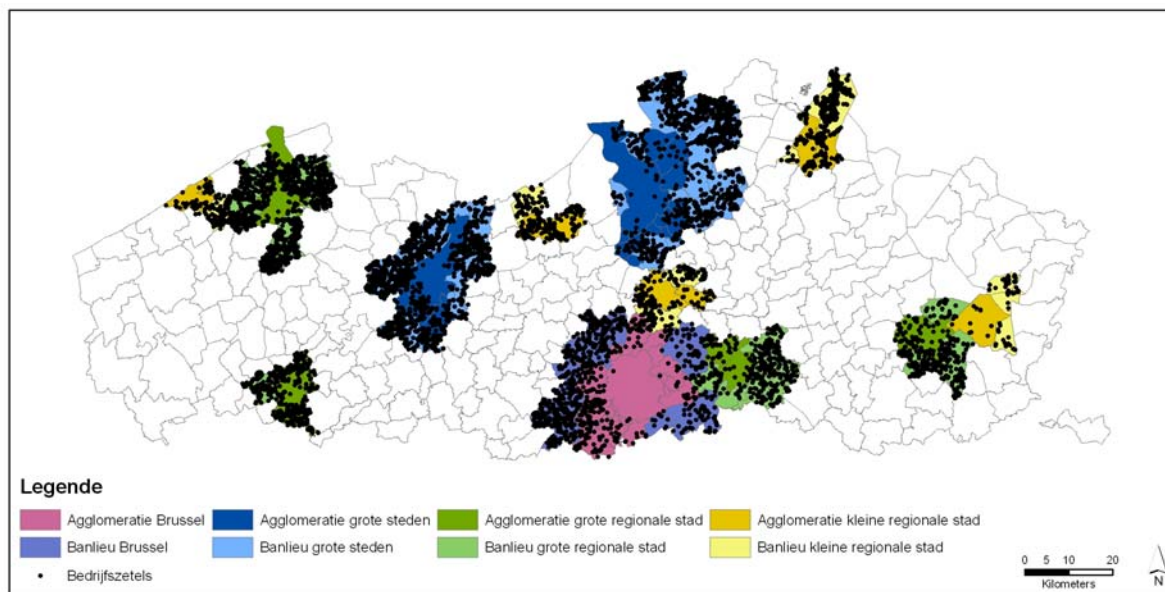 Legende
Agglomeratie Brussel
Agglomeratie grote steden
Agglomeratie grote regionale stad
Agglomeratie kleine regionale stad
Banlieu Brussel
Banlieu grote steden
Banlieu grote regionale stad
Banlieu kleine regionale stad
Bedrijfszetels
0 5 10 20
Kilometers
N